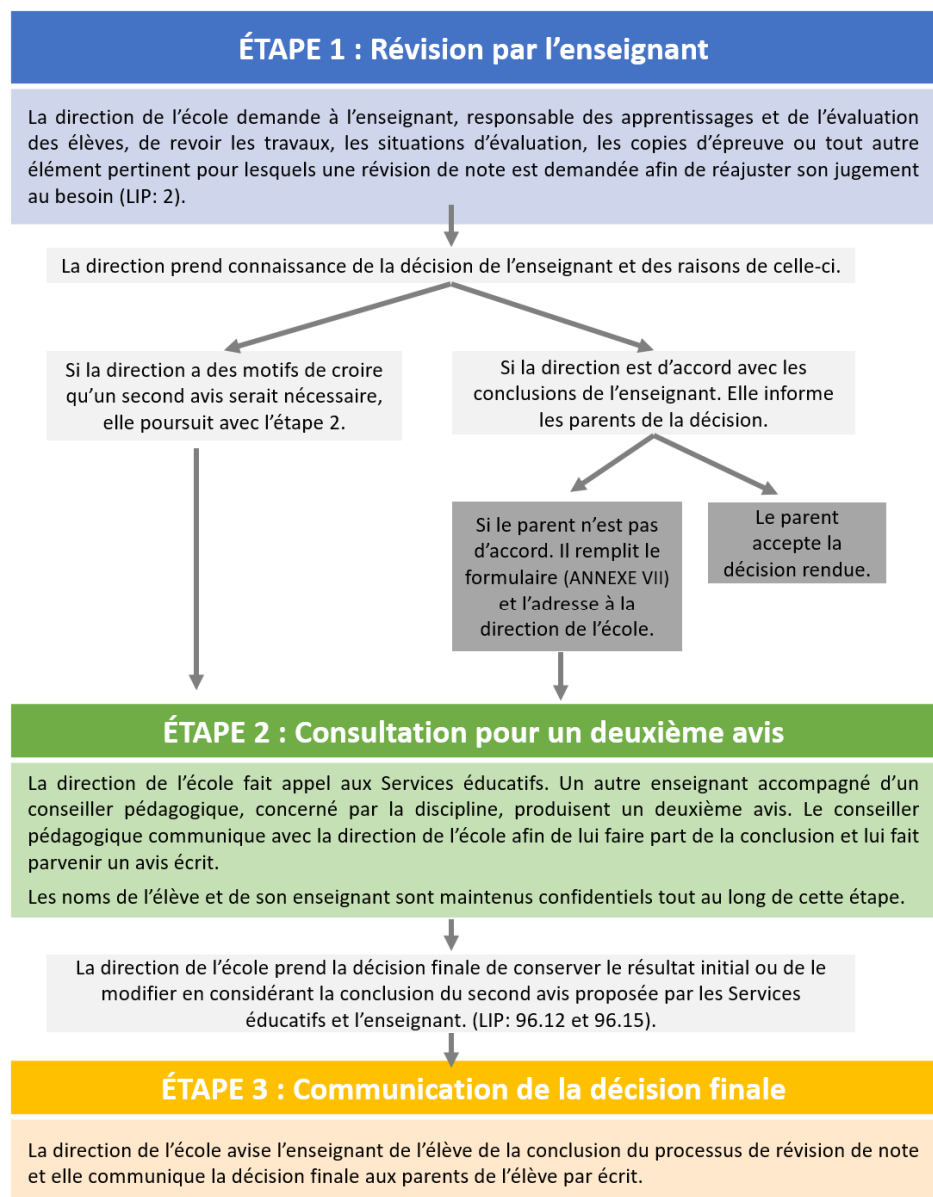 ÉTAPE 1 : Révision par l’enseignant
La direction de l’école demande à l’enseignant, responsable des apprentissages et de l’évaluation
des élèves, de revoir les travaux, les situations d’évaluation, les copies d’épreuve ou tout autre
élément pertinent pour lesquels une révision de note est demandée afin de réajuster son jugement
au besoin (LIP: 2).
La direction prend connaissance de la décision de l’enseignant et des raisons de celle-ci.
Si la direction a des motifs de croire
qu’un second avis serait nécessaire,
elle poursuit avec l’étape 2.
Si la direction est d’accord avec les
conclusions de l’enseignant. Elle informe
les parents de la décision.
Si le parent n’est pas
d’accord. Il remplit le
formulaire (ANNEXE VII)
et l’adresse à la
direction de l’école.
Le parent
accepte la
décision rendue.
ÉTAPE 2 : Consultation pour un deuxième avis
La direction de l’école fait appel aux Services éducatifs. Un autre enseignant accompagné d’un
conseiller pédagogique, concerné par la discipline, produisent un deuxième avis. Le conseiller
pédagogique communique avec la direction de l’école afin de lui faire part de la conclusion et lui fait
parvenir un avis écrit.
Les noms de l’élève et de son enseignant sont maintenus confidentiels tout au long de cette étape.
La direction de l’école prend la décision finale de conserver le résultat initial ou de le
modifier en considérant la conclusion du second avis proposée par les Services
éducatifs et l’enseignant. (LIP: 96.12 et 96.15).
ÉTAPE 3 : Communication de la décision finale
La direction de l’école avise l’enseignant de l’élève de la conclusion du processus de révision de note
et elle communique la décision finale aux parents de l’élève par écrit.